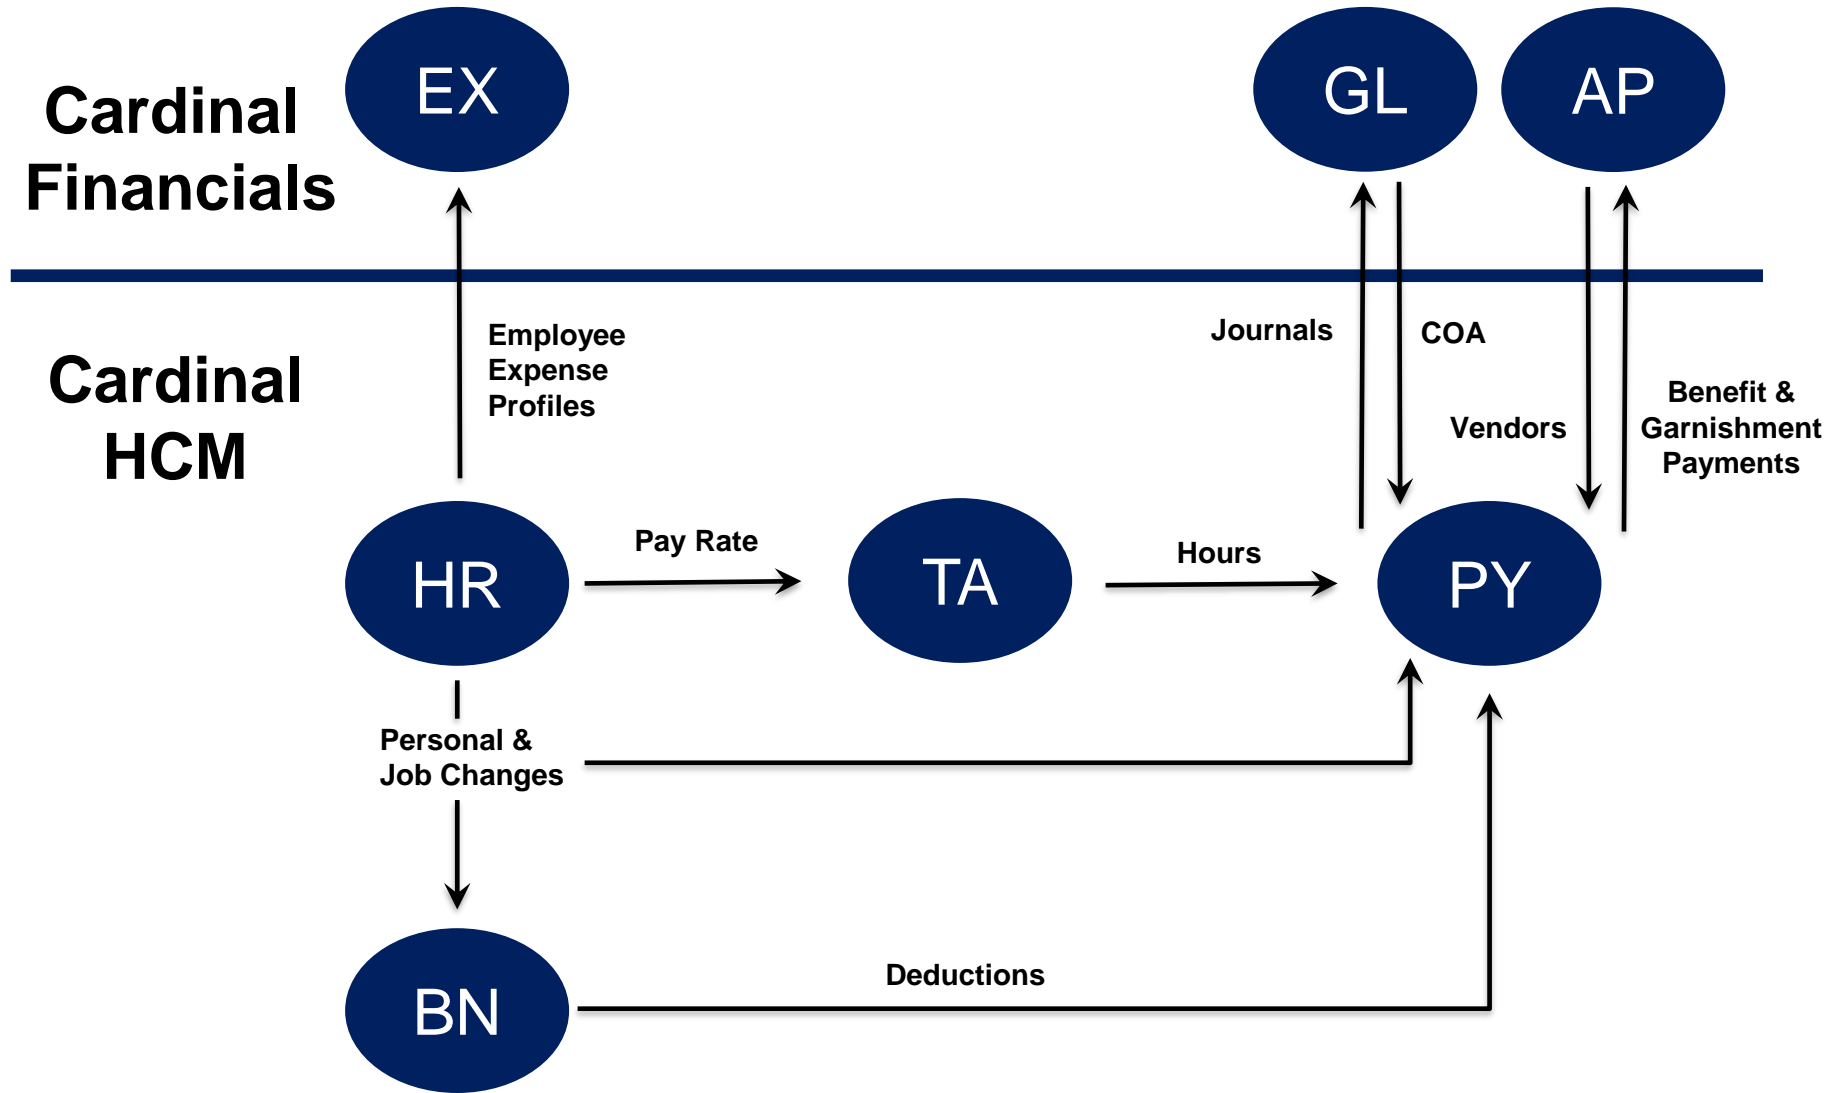 Cardinal
Financials
EX
GL
AP
Employee
Expense
Profiles
Journals
COA
Vendors
Benefit &
Garnishment
Payments
Cardinal
HCM
HR
Pay Rate
TA
Hours
PY
Personal &
Job Changes
BN
Deductions